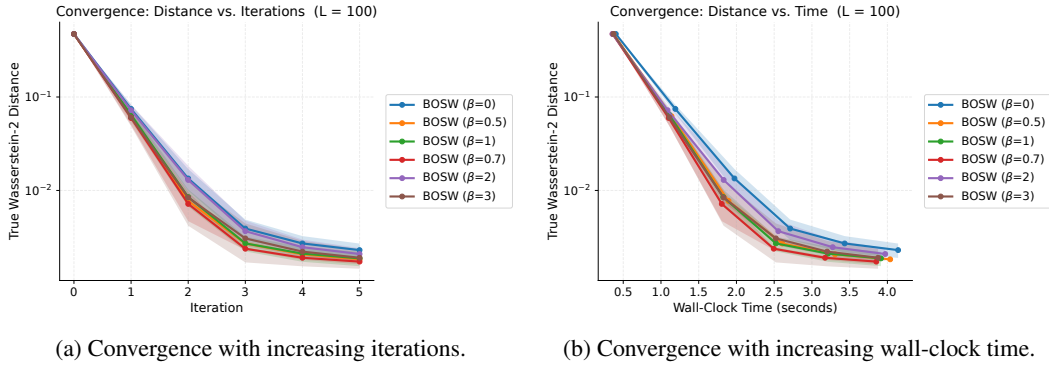 Convergence: Distance vs. Iterations (L = 100)
True Wasserstein-2 Distance
10⁻¹
10⁻²
0 1 2 3 4 5
Iteration
BOSW (β=0)
BOSW (β=0.5)
BOSW (β=1)
BOSW (β=0.7)
BOSW (β=2)
BOSW (β=3)
(a) Convergence with increasing iterations.
Convergence: Distance vs. Time (L = 100)
True Wasserstein-2 Distance
10⁻¹
10⁻²
0.5 1.0 1.5 2.0 2.5 3.0 3.5 4.0
Wall-Clock Time (seconds)
BOSW (β=0)
BOSW (β=0.5)
BOSW (β=1)
BOSW (β=0.7)
BOSW (β=2)
BOSW (β=3)
(b) Convergence with increasing wall-clock time.